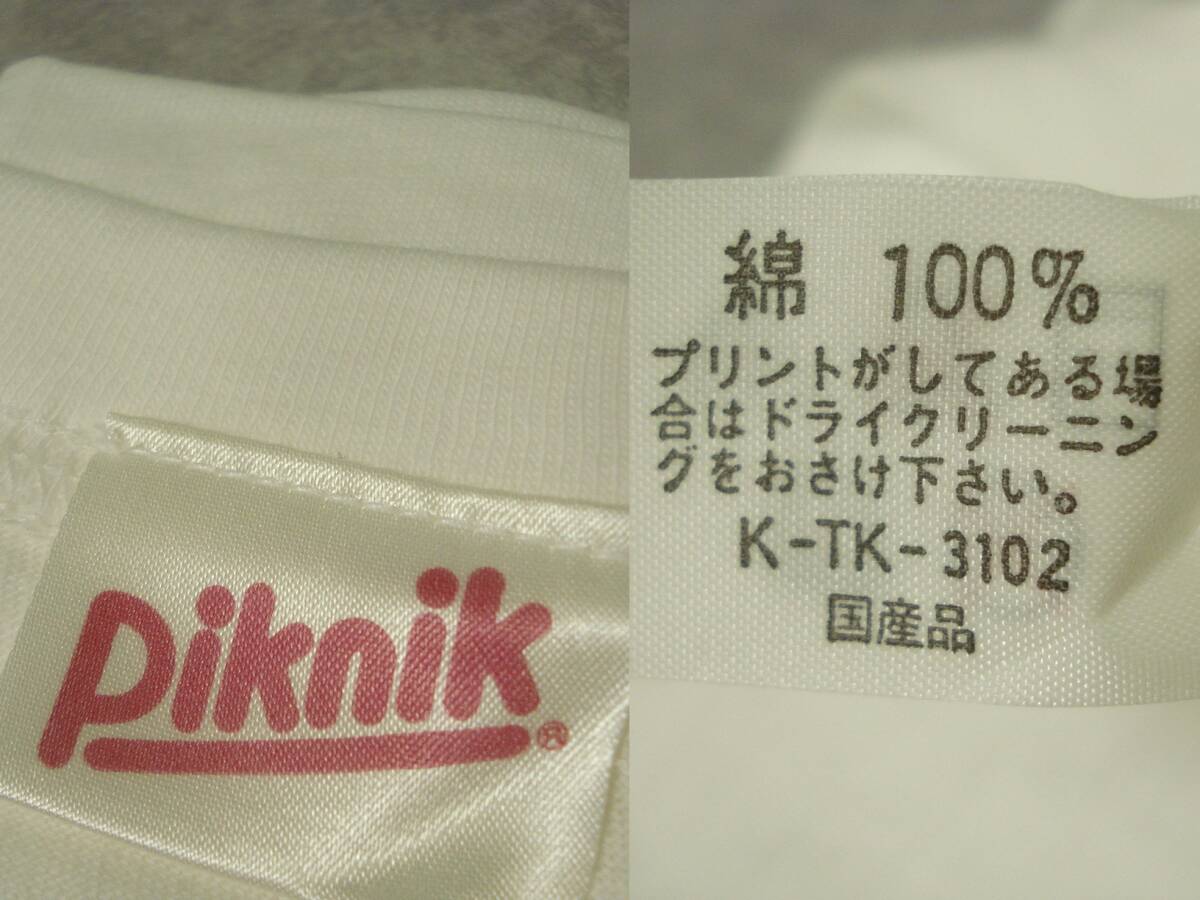 piknik®
綿 100%
プリントがしてある場
合はドライクリーニン
グをおさけ下さい。
K-TK-3102
国産品